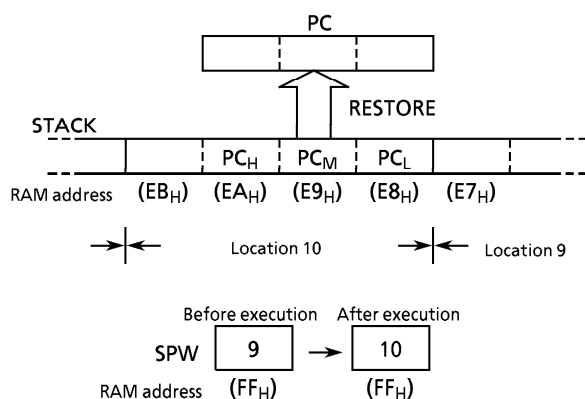 PC
RESTORE
STACK
PCH PCM PCL
RAM address (EBH) (EAH) (E9H) (E8H) (E7H)
Location 10 Location 9
Before execution After execution
SPW 9 10
RAM address (FFH) (FFH)